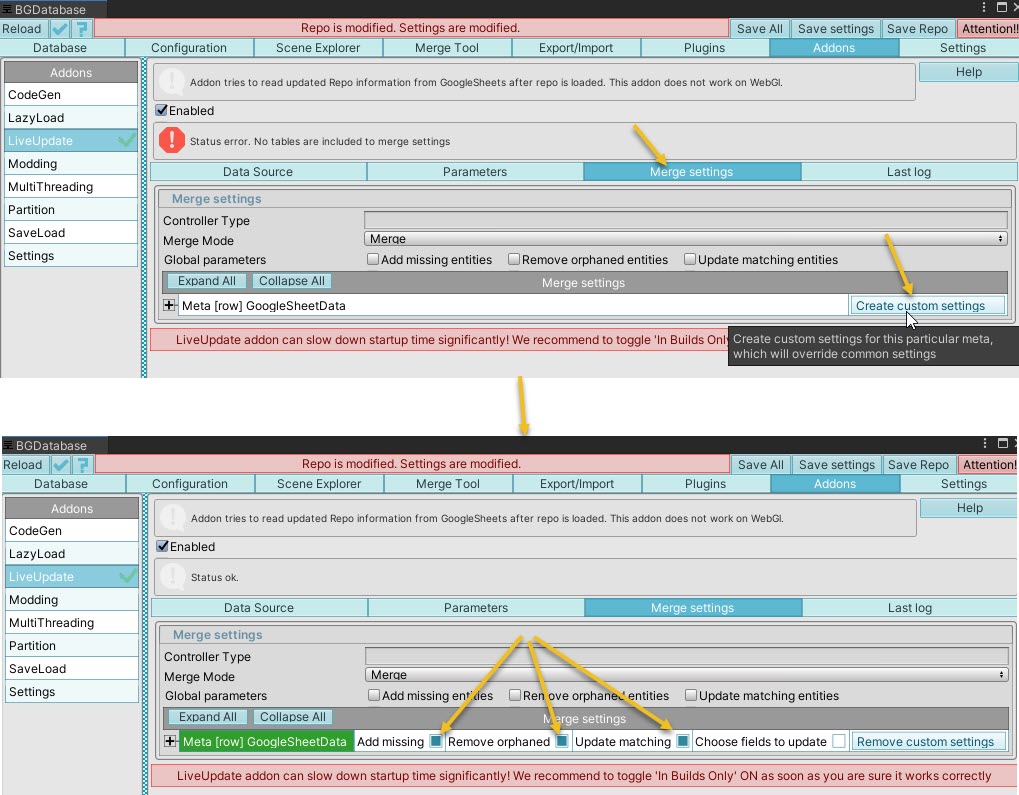 BGDatabase
Reload
Repo is modified. Settings are modified.
Save All
Save settings
Save Repo
Attention!!
Database
Configuration
Scene Explorer
Merge Tool
Export/Import
Plugins
Addons
Settings
Addons
CodeGen
LazyLoad
LiveUpdate
Modding
MultiThreading
Partition
SaveLoad
Settings
Addon tries to read updated Repo information from GoogleSheets after repo is loaded. This addon does not work on WebGl.
Help
Enabled
Status error. No tables are included to merge settings
Data Source
Parameters
Merge settings
Last log
Merge settings
Controller Type
Merge Mode
Merge
Global parameters
Add missing entities
Remove orphaned entities
Update matching entities
Expand All
Collapse All
Merge settings
Meta [row] GoogleSheetData
Create custom settings
LiveUpdate addon can slow down startup time significantly! We recommend to toggle 'In Builds Only
Create custom settings for this particular meta,
which will override common settings
BGDatabase
Reload
Repo is modified. Settings are modified.
Save All
Save settings
Save Repo
Attention!
Database
Configuration
Scene Explorer
Merge Tool
Export/Import
Plugins
Addons
Settings
Addons
CodeGen
LazyLoad
LiveUpdate
Modding
MultiThreading
Partition
SaveLoad
Settings
Addon tries to read updated Repo information from GoogleSheets after repo is loaded. This addon does not work on WebGl.
Help
Enabled
Status ok.
Data Source
Parameters
Merge settings
Last log
Merge settings
Controller Type
Merge Mode
Merge
Global parameters
Add missing entities
Remove orphaned entities
Update matching entities
Expand All
Collapse All
Merge settings
Meta [row] GoogleSheetData
Add missing
Remove orphaned
Update matching
Choose fields to update
Remove custom settings
LiveUpdate addon can slow down startup time significantly! We recommend to toggle 'In Builds Only' ON as soon as you are sure it works correctly